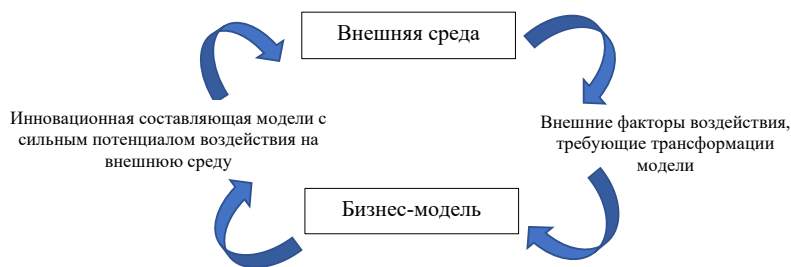 Внешняя среда
Инновационная составляющая модели с
сильным потенциалом воздействия на
внешнюю среду
Внешние факторы воздействия,
требующие трансформации
модели
Бизнес-модель